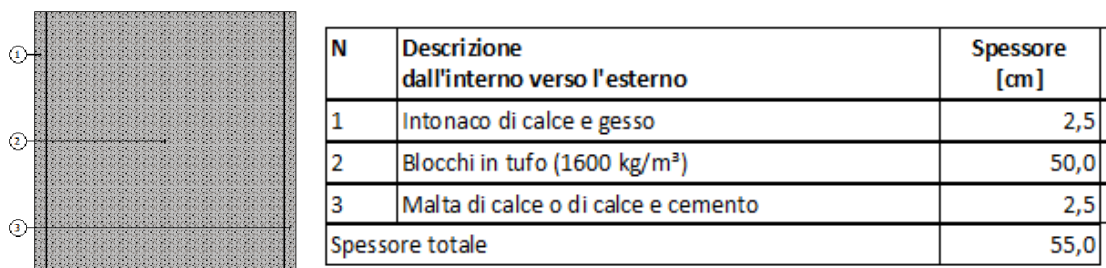 1
2
3
N Descrizione dall'interno verso l'esterno Spessore [cm]
1 Intonaco di calce e gesso 2,5
2 Blocchi in tufo (1600 kg/m³) 50,0
3 Malta di calce o di calce e cemento 2,5
Spessore totale 55,0